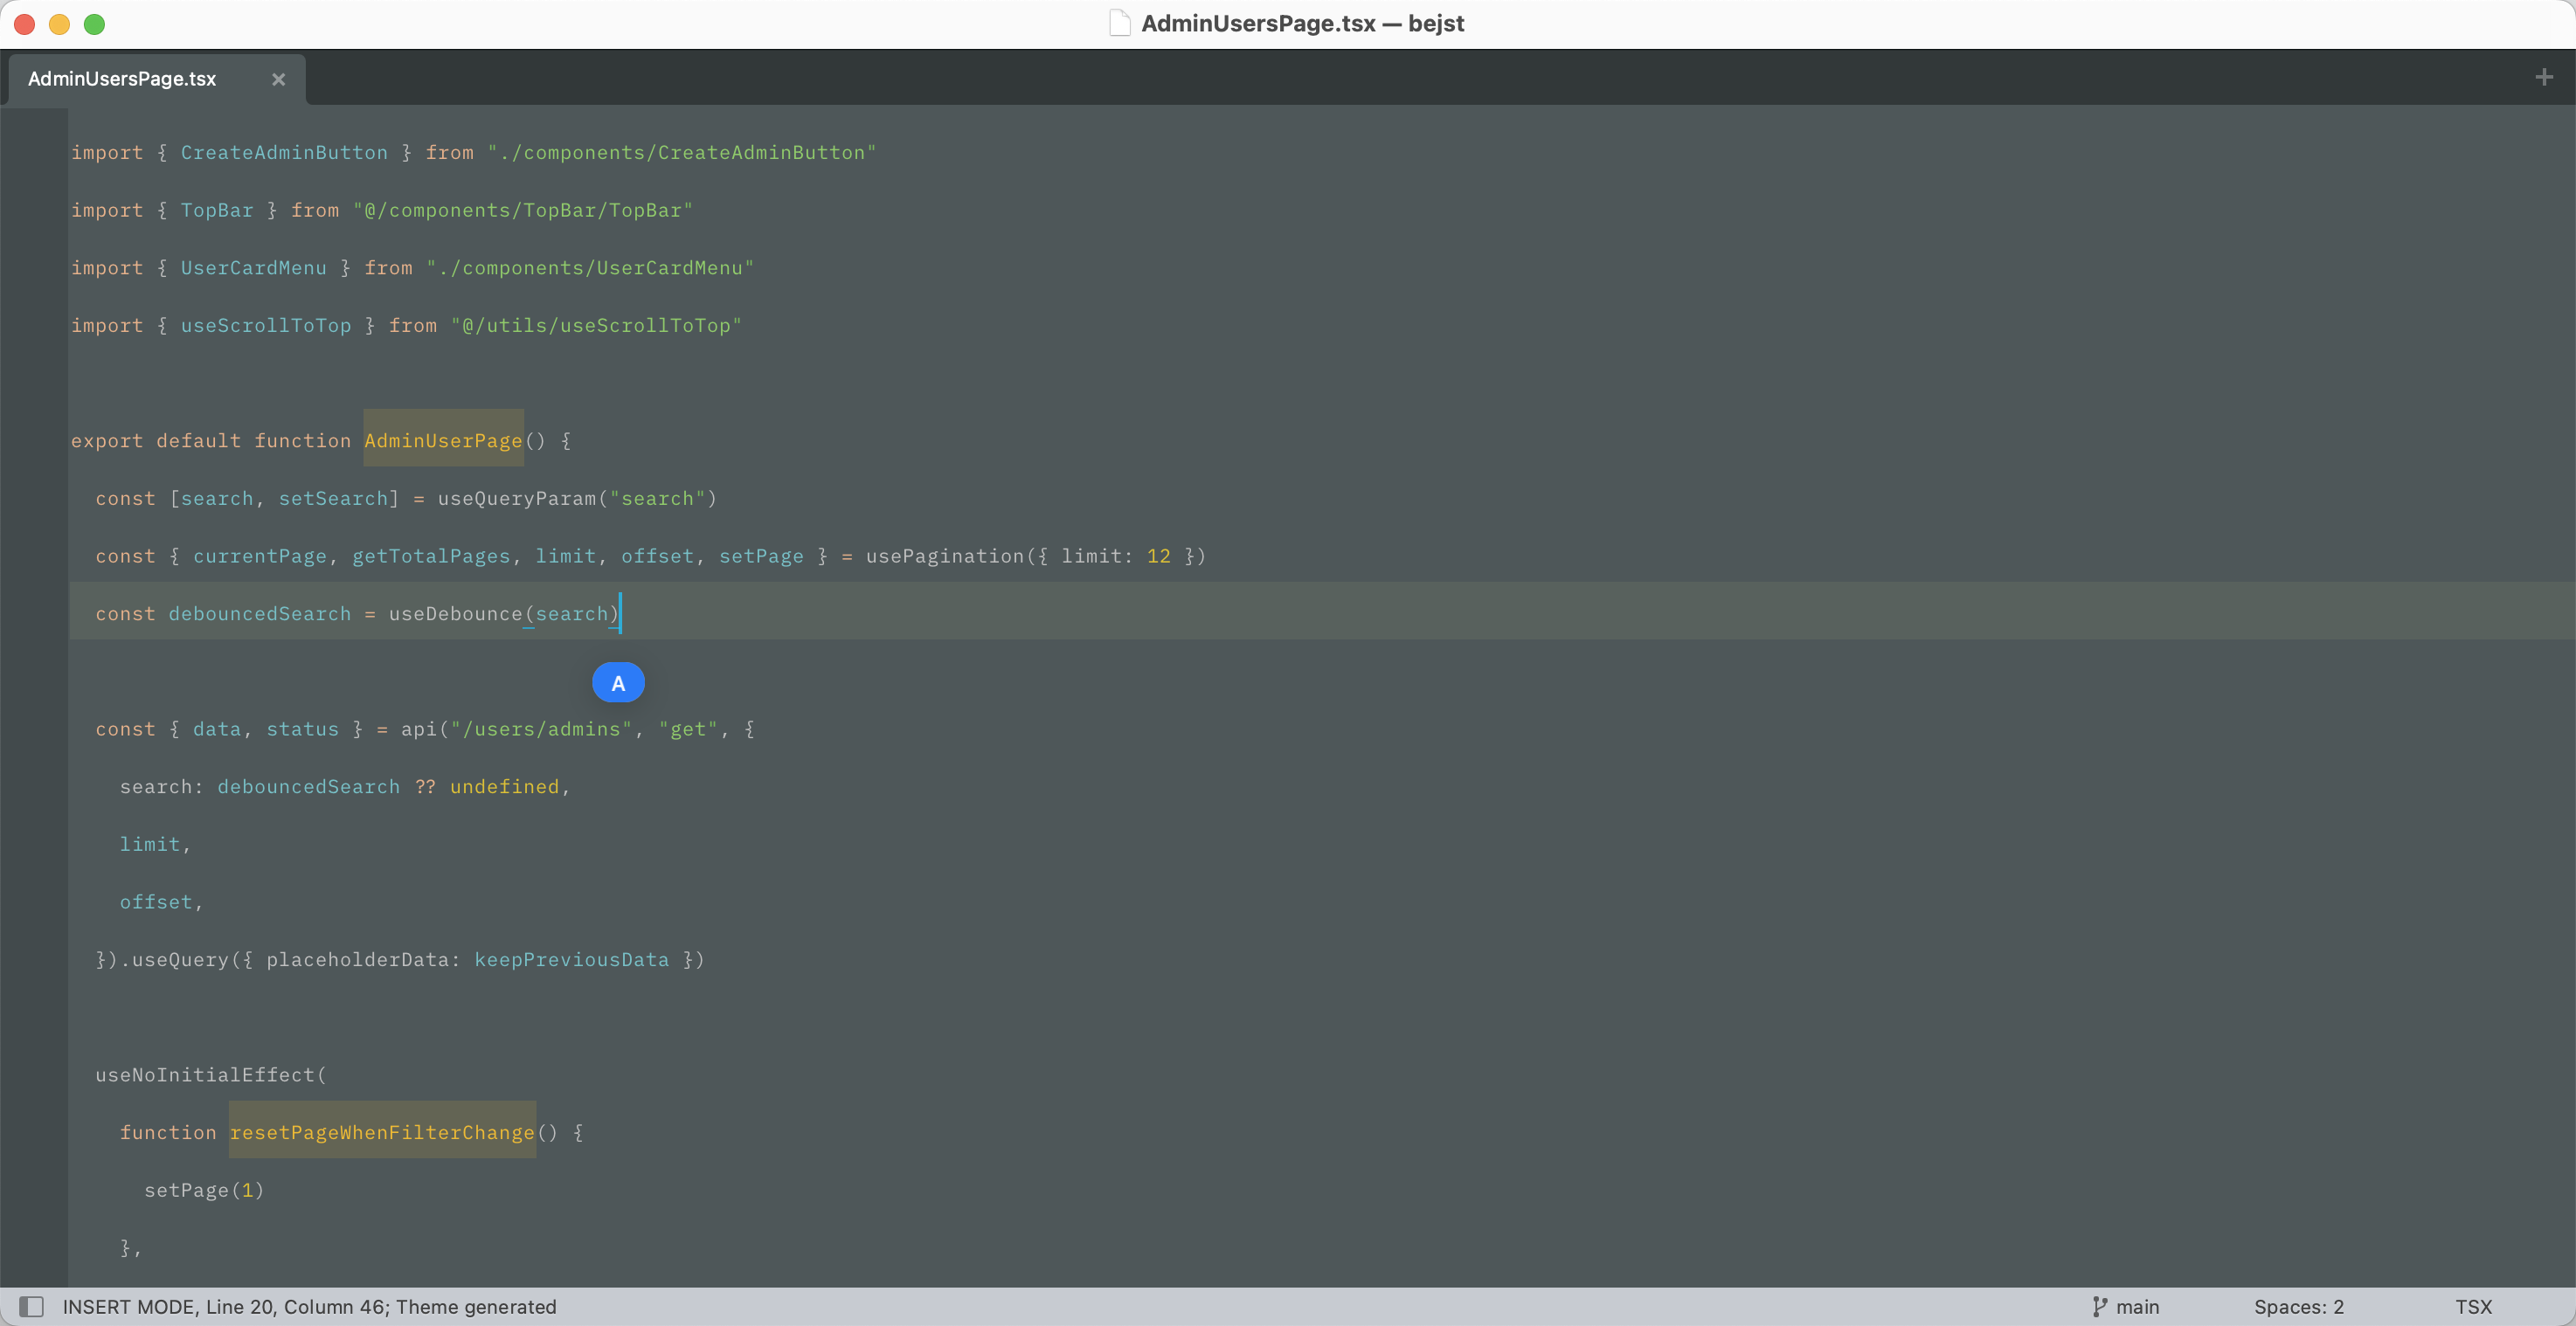 AdminUsersPage.tsx — bejst
AdminUsersPage.tsx
import { CreateAdminButton } from "./components/CreateAdminButton"
import { TopBar } from "@/components/TopBar/TopBar"
import { UserCardMenu } from "./components/UserCardMenu"
import { useScrollToTop } from "@/utils/useScrollToTop"
export default function AdminUserPage() {
const [search, setSearch] = useQueryParam("search")
const { currentPage, getTotalPages, limit, offset, setPage } = usePagination({ limit: 12 })
const debouncedSearch = useDebounce(search)
A
const { data, status } = api("/users/admins", "get", {
search: debouncedSearch ?? undefined,
limit,
offset,
}).useQuery({ placeholderData: keepPreviousData })
useNoInitialEffect(
function resetPageWhenFilterChange() {
setPage(1)
},
INSERT MODE, Line 20, Column 46; Theme generated
main
Spaces: 2
TSX